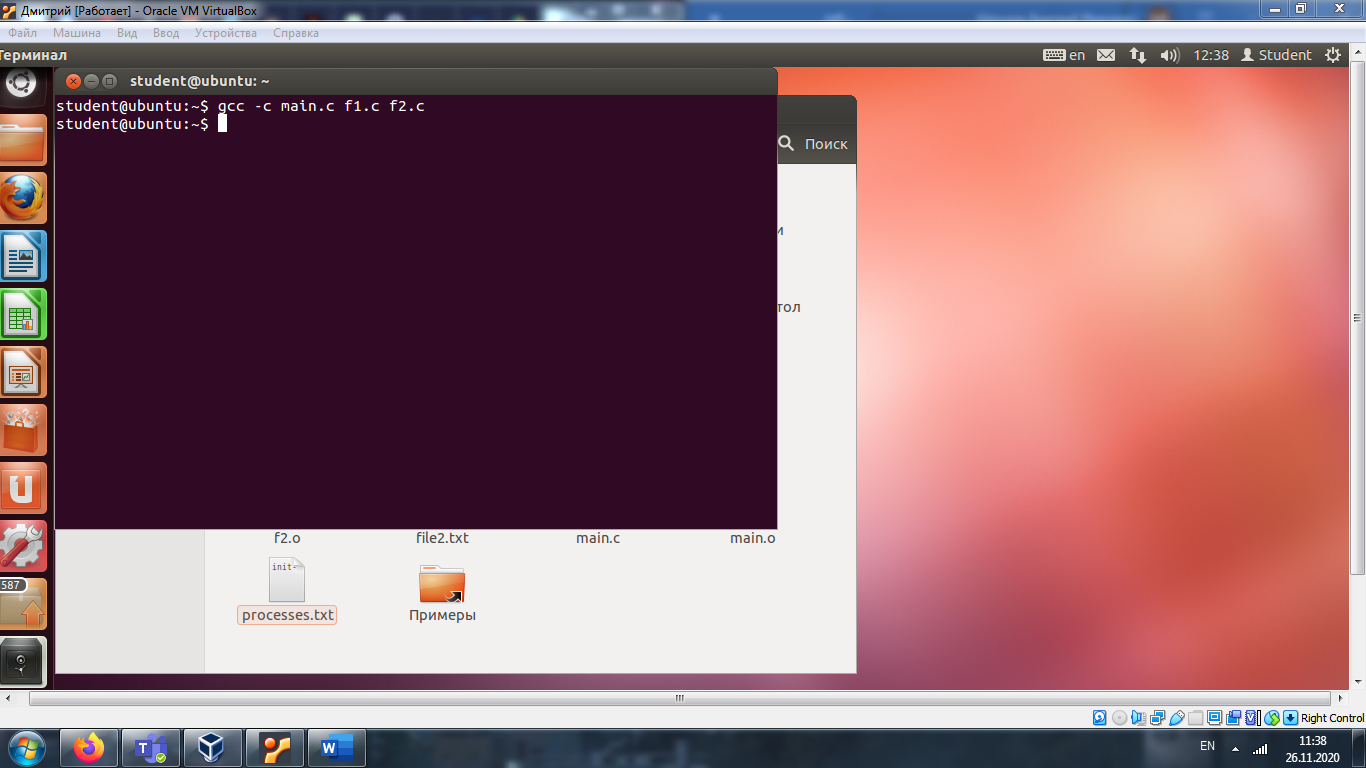 Дмитрий [Работает] - Oracle VM VirtualBox
Файл Машина Вид Ввод Устройства Справка
Терминал en 12:38 Student
student@ubuntu: ~
student@ubuntu:~$ gcc -c main.c f1.c f2.c
student@ubuntu:~$
Поиск
и
тол
f2.o file2.txt main.c main.o
init-
processes.txt Примеры
587
Right Control
EN 11:38
26.11.2020